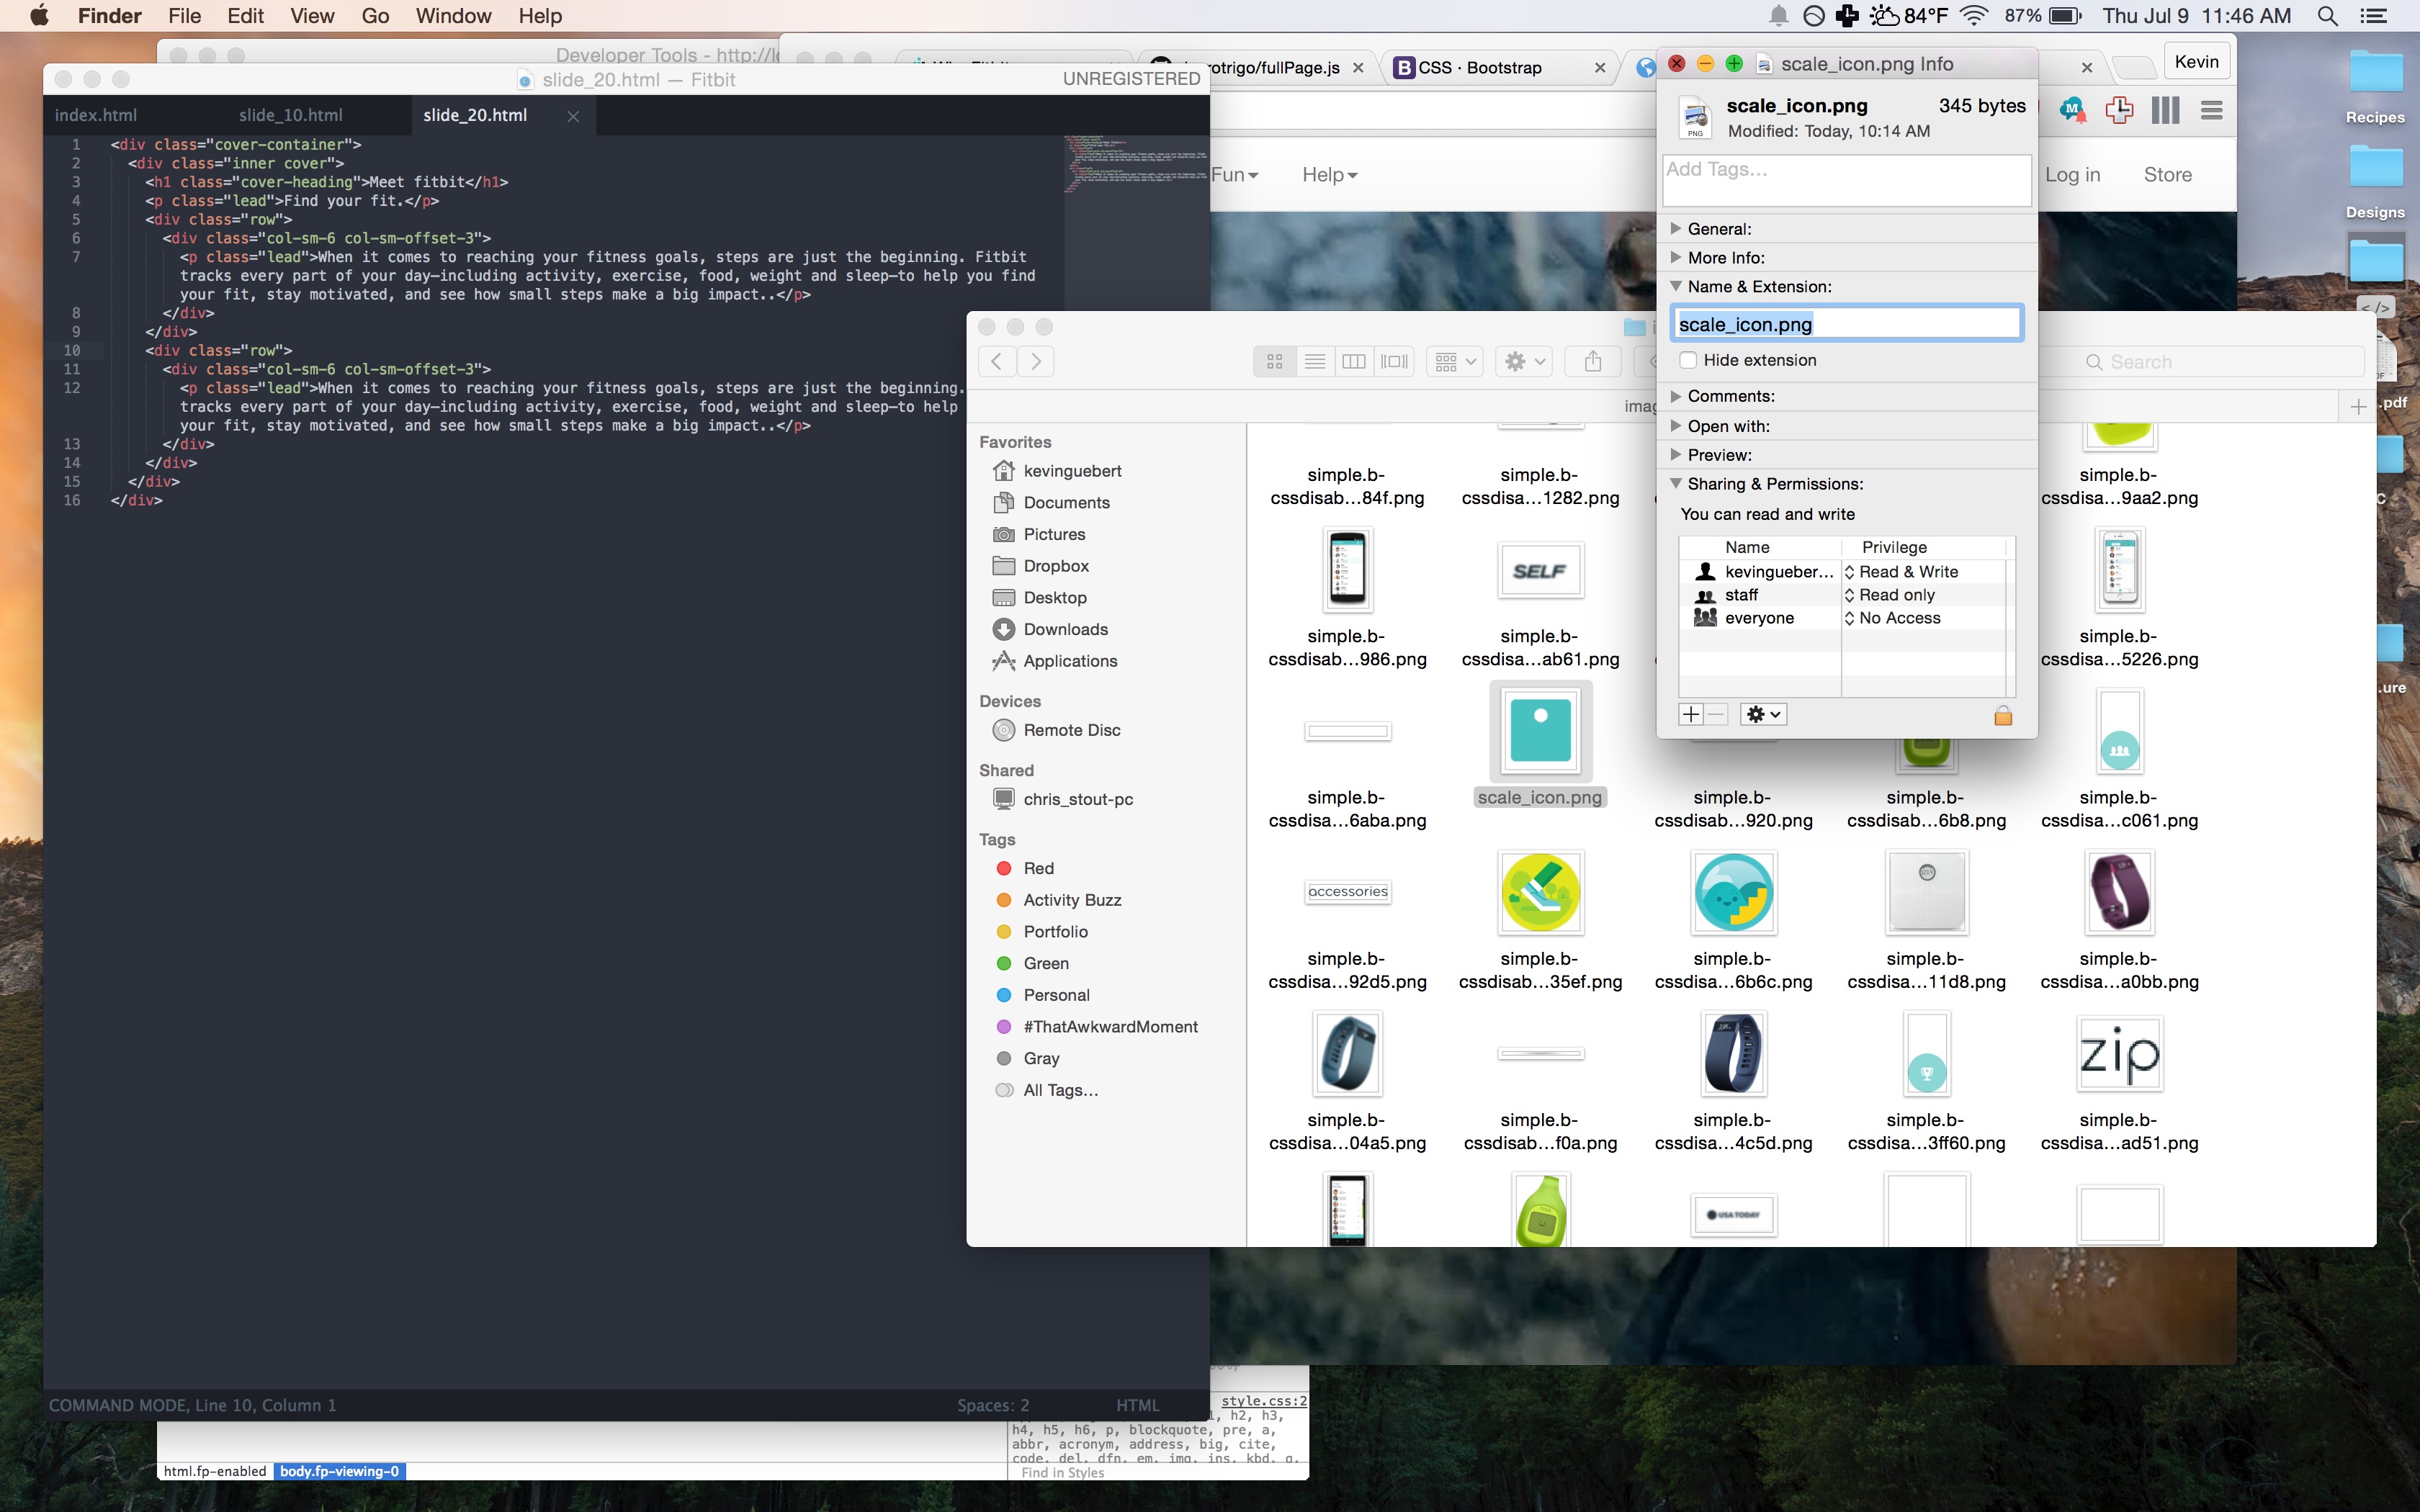 Finder File Edit View Go Window Help
84°F 87% Thu Jul 9 11:46 AM
Developer Tools - http://l
slide_20.html — Fitbit
UNREGISTERED
index.html slide_10.html slide_20.html
1 <div class="cover-container">
2 <div class="inner cover">
3 <h1 class="cover-heading">Meet fitbit</h1>
4 <p class="lead">Find your fit.</p>
5 <div class="row">
6 <div class="col-sm-6 col-sm-offset-3">
7 <p class="lead">When it comes to reaching your fitness goals, steps are just the beginning. Fitbit
tracks every part of your day—including activity, exercise, food, weight and sleep—to help you find
your fit, stay motivated, and see how small steps make a big impact..</p>
8 </div>
9 </div>
10 <div class="row">
11 <div class="col-sm-6 col-sm-offset-3">
12 <p class="lead">When it comes to reaching your fitness goals, steps are just the beginning.
tracks every part of your day—including activity, exercise, food, weight and sleep—to help
your fit, stay motivated, and see how small steps make a big impact..</p>
13 </div>
14 </div>
15 </div>
16 </div>
COMMAND MODE, Line 10, Column 1
Spaces: 2
HTML
html.fp-enabled body.fp-viewing-0
style.css:2
h2, h3,
h4, h5, h6, p, blockquote, pre, a,
abbr, acronym, address, big, cite,
code, del, dfn, em, img, ins, kbd, q,
Find in Styles
rotrigo/fullPage.js
B CSS · Bootstrap
Kevin
Fun
Help
Log in
Store
scale_icon.png Info
PNG
scale_icon.png 345 bytes
Modified: Today, 10:14 AM
Add Tags…
General:
More Info:
Name & Extension:
scale_icon.png
Hide extension
Comments:
Open with:
Preview:
Sharing & Permissions:
You can read and write
Name Privilege
kevingueber… Read & Write
staff Read only
everyone No Access
Search
imag
Favorites
kevinguebert
Documents
Pictures
Dropbox
Desktop
Downloads
Applications
Devices
Remote Disc
Shared
chris_stout-pc
Tags
Red
Activity Buzz
Portfolio
Green
Personal
#ThatAwkwardMoment
Gray
All Tags…
simple.b-
cssdisab…84f.png
simple.b-
cssdisa…1282.png
cssdisa…9aa2.png
SELF
simple.b-
cssdisab…986.png
simple.b-
cssdisa…ab61.png
simple.b-
cssdisa…5226.png
simple.b-
cssdisa…6aba.png
scale_icon.png
simple.b-
cssdisab…920.png
simple.b-
cssdisa…6b8.png
simple.b-
cssdisa…c061.png
accessories
simple.b-
cssdisa…92d5.png
simple.b-
cssdisab…35ef.png
simple.b-
cssdisa…6b6c.png
simple.b-
cssdisa…11d8.png
simple.b-
cssdisa…a0bb.png
zip
simple.b-
cssdisa…04a5.png
simple.b-
cssdisab…f0a.png
simple.b-
cssdisa…4c5d.png
simple.b-
cssdisa…3ff60.png
simple.b-
cssdisa…ad51.png
USA TODAY
Recipes
Designs
</>
.pdf
.ure